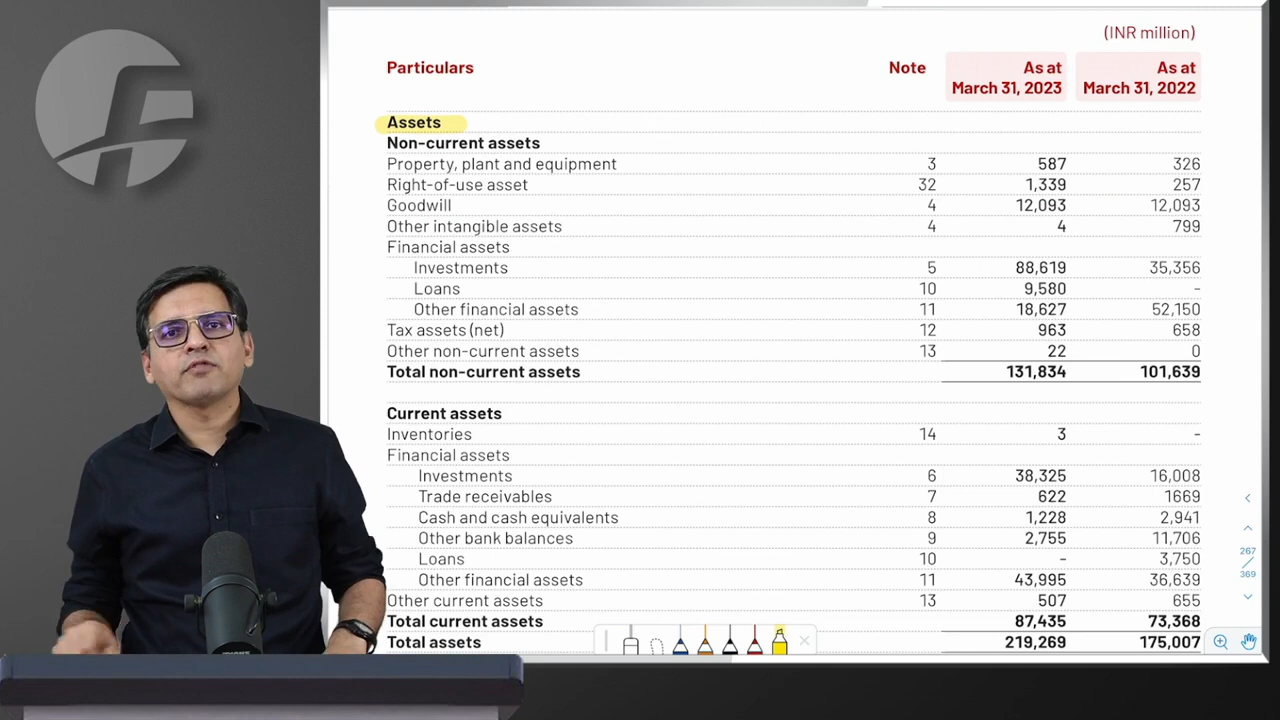 (INR million)
Particulars Note As at March 31, 2023 As at March 31, 2022
Assets
Non-current assets
Property, plant and equipment 3 587 326
Right-of-use asset 32 1,339 257
Goodwill 4 12,093 12,093
Other intangible assets 4 4 799
Financial assets
Investments 5 88,619 35,356
Loans 10 9,580 -
Other financial assets 11 18,627 52,150
Tax assets (net) 12 963 658
Other non-current assets 13 22 0
Total non-current assets 131,834 101,639
Current assets
Inventories 14 3 -
Financial assets
Investments 6 38,325 16,008
Trade receivables 7 622 1669
Cash and cash equivalents 8 1,228 2,941
Other bank balances 9 2,755 11,706
Loans 10 - 3,750
Other financial assets 11 43,995 36,639
Other current assets 13 507 655
Total current assets 87,435 73,368
Total assets 219,269 175,007
267
369